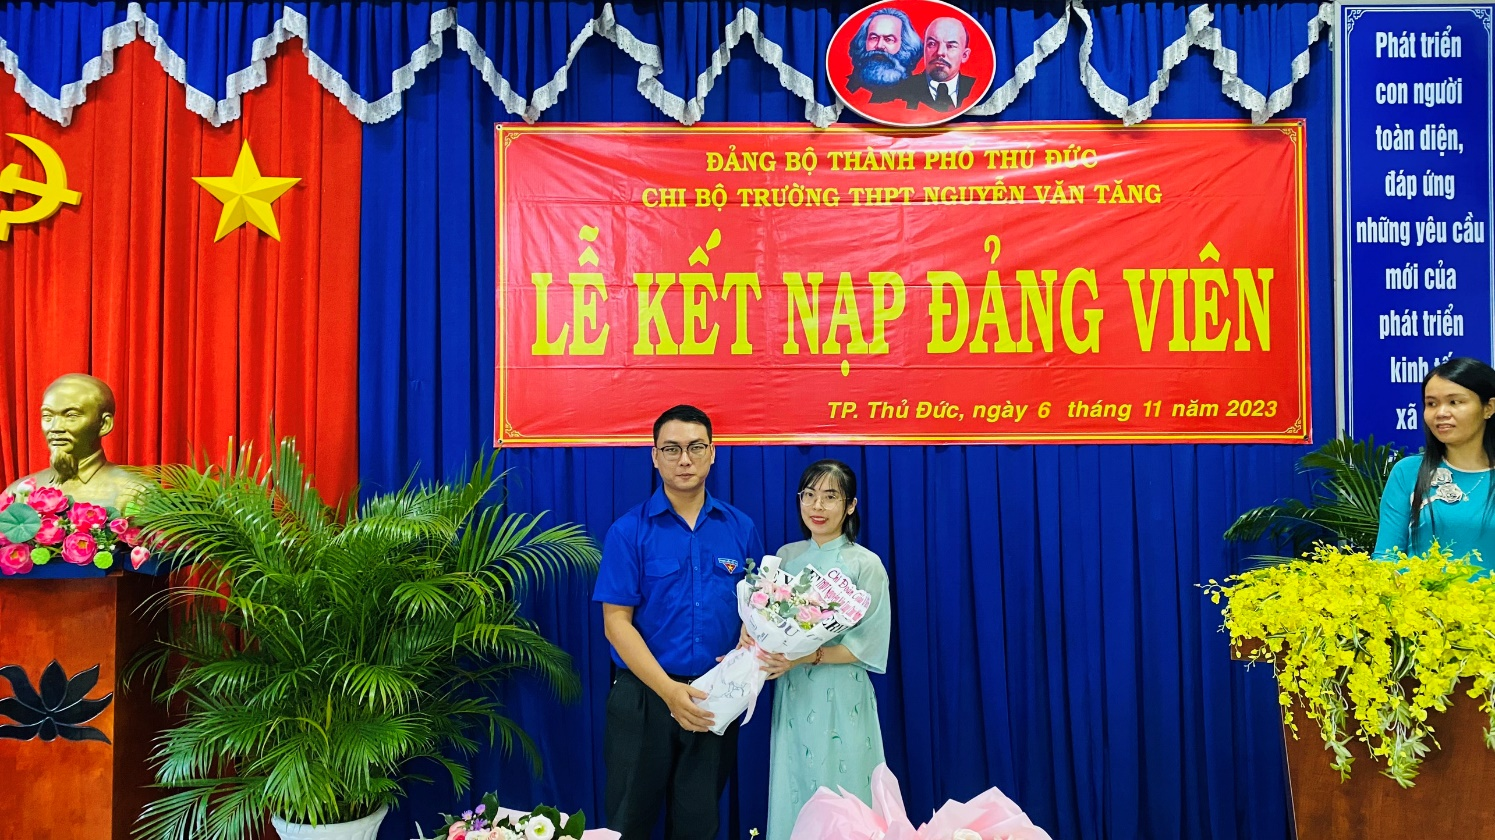 ĐẢNG BỘ THÀNH PHỐ THỦ ĐỨC
CHI BỘ TRƯỜNG THPT NGUYỄN VĂN TĂNG
LỄ KẾT NẠP ĐẢNG VIÊN
TP. Thủ Đức, ngày 6 tháng 11 năm 2023
Phát triển
con người
toàn diện,
đáp ứng
những yêu cầu
mới của
phát triển
kinh tế
xã